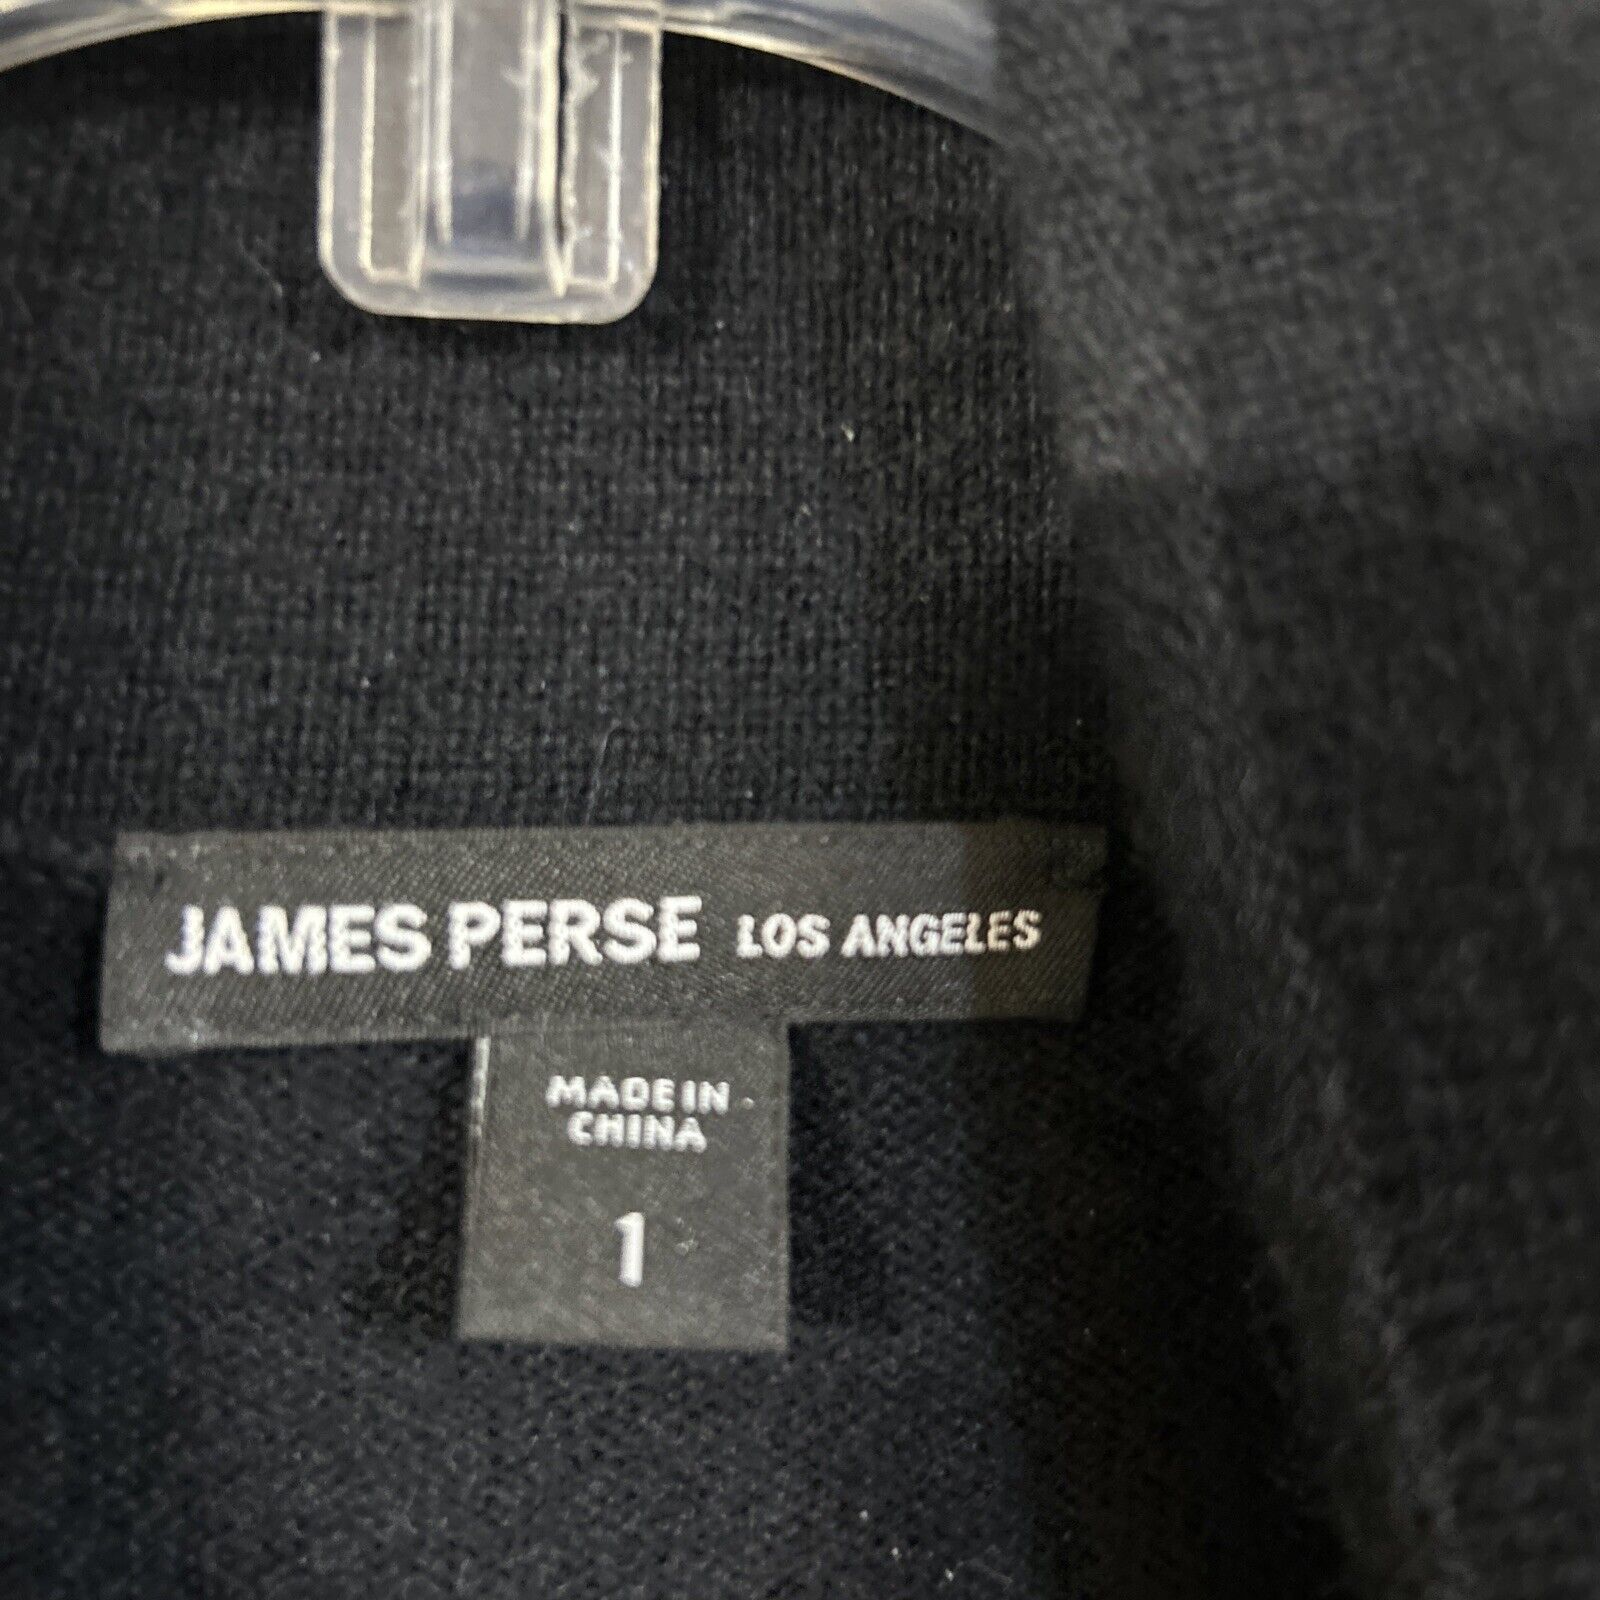 JAMES PERSE LOS ANGELES
MADE IN
CHINA
1